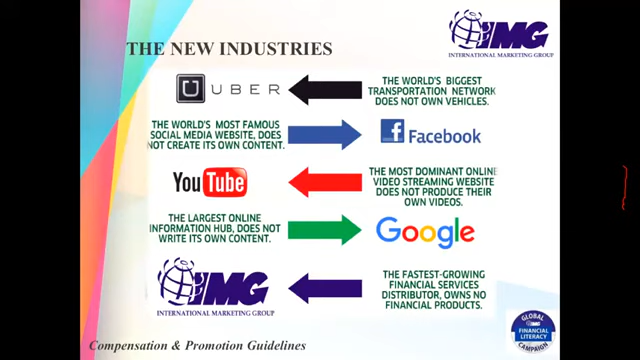 THE NEW INDUSTRIES
IMG
INTERNATIONAL MARKETING GROUP
U UBER
THE WORLD'S BIGGEST
TRANSPORTATION NETWORK
DOES NOT OWN VEHICLES.
THE WORLD'S MOST FAMOUS
SOCIAL MEDIA WEBSITE, DOES
NOT CREATE ITS OWN CONTENT.
f Facebook
YouTube
THE MOST DOMINANT ONLINE
VIDEO STREAMING WEBSITE
DOES NOT PRODUCE THEIR
OWN VIDEOS.
THE LARGEST ONLINE
INFORMATION HUB, DOES NOT
WRITE ITS OWN CONTENT.
Google
IMG
INTERNATIONAL MARKETING GROUP
THE FASTEST-GROWING
FINANCIAL SERVICES
DISTRIBUTOR, OWNS NO
FINANCIAL PRODUCTS.
Compensation & Promotion Guidelines
GLOBAL
FINANCIAL
LITERACY
CAMPAIGN